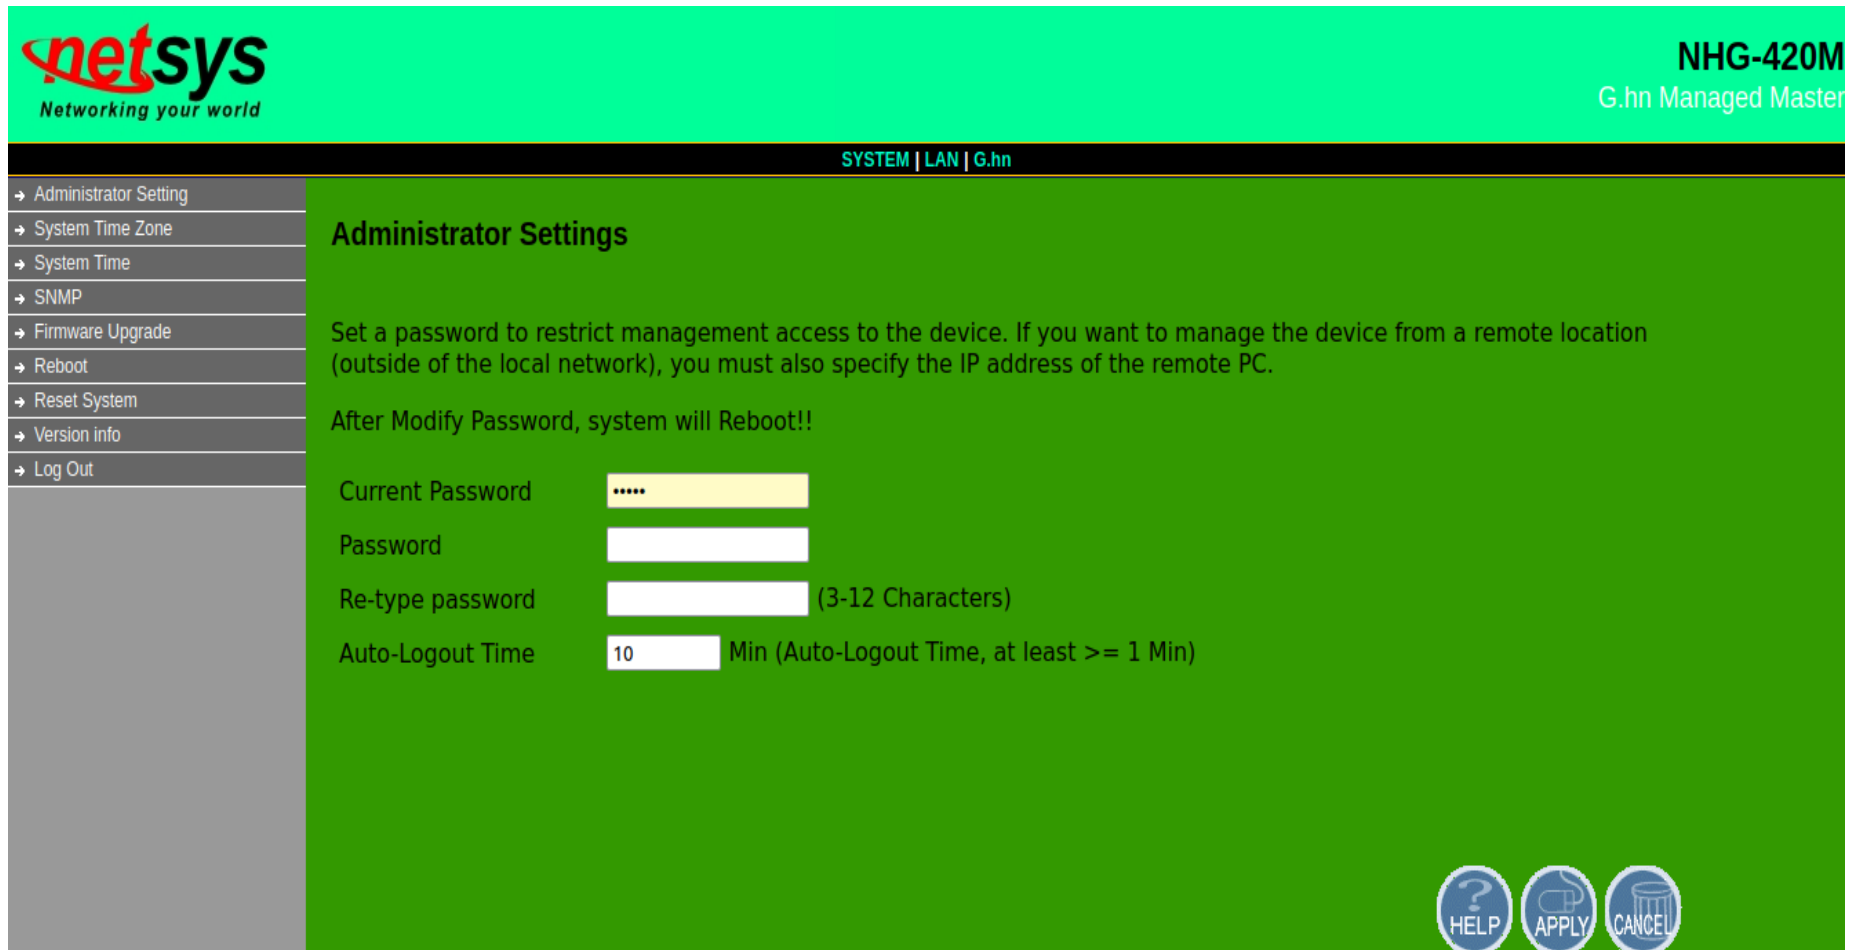 netsys
Networking your world
NHG-420M
G.hn Managed Master
SYSTEM | LAN | G.hn
Administrator Setting
System Time Zone
System Time
SNMP
Firmware Upgrade
Reboot
Reset System
Version info
Log Out
Administrator Settings
Set a password to restrict management access to the device. If you want to manage the device from a remote location
(outside of the local network), you must also specify the IP address of the remote PC.
After Modify Password, system will Reboot!!
Current Password •••••
Password
Re-type password (3-12 Characters)
Auto-Logout Time 10 Min (Auto-Logout Time, at least >= 1 Min)
HELP APPLY CANCEL